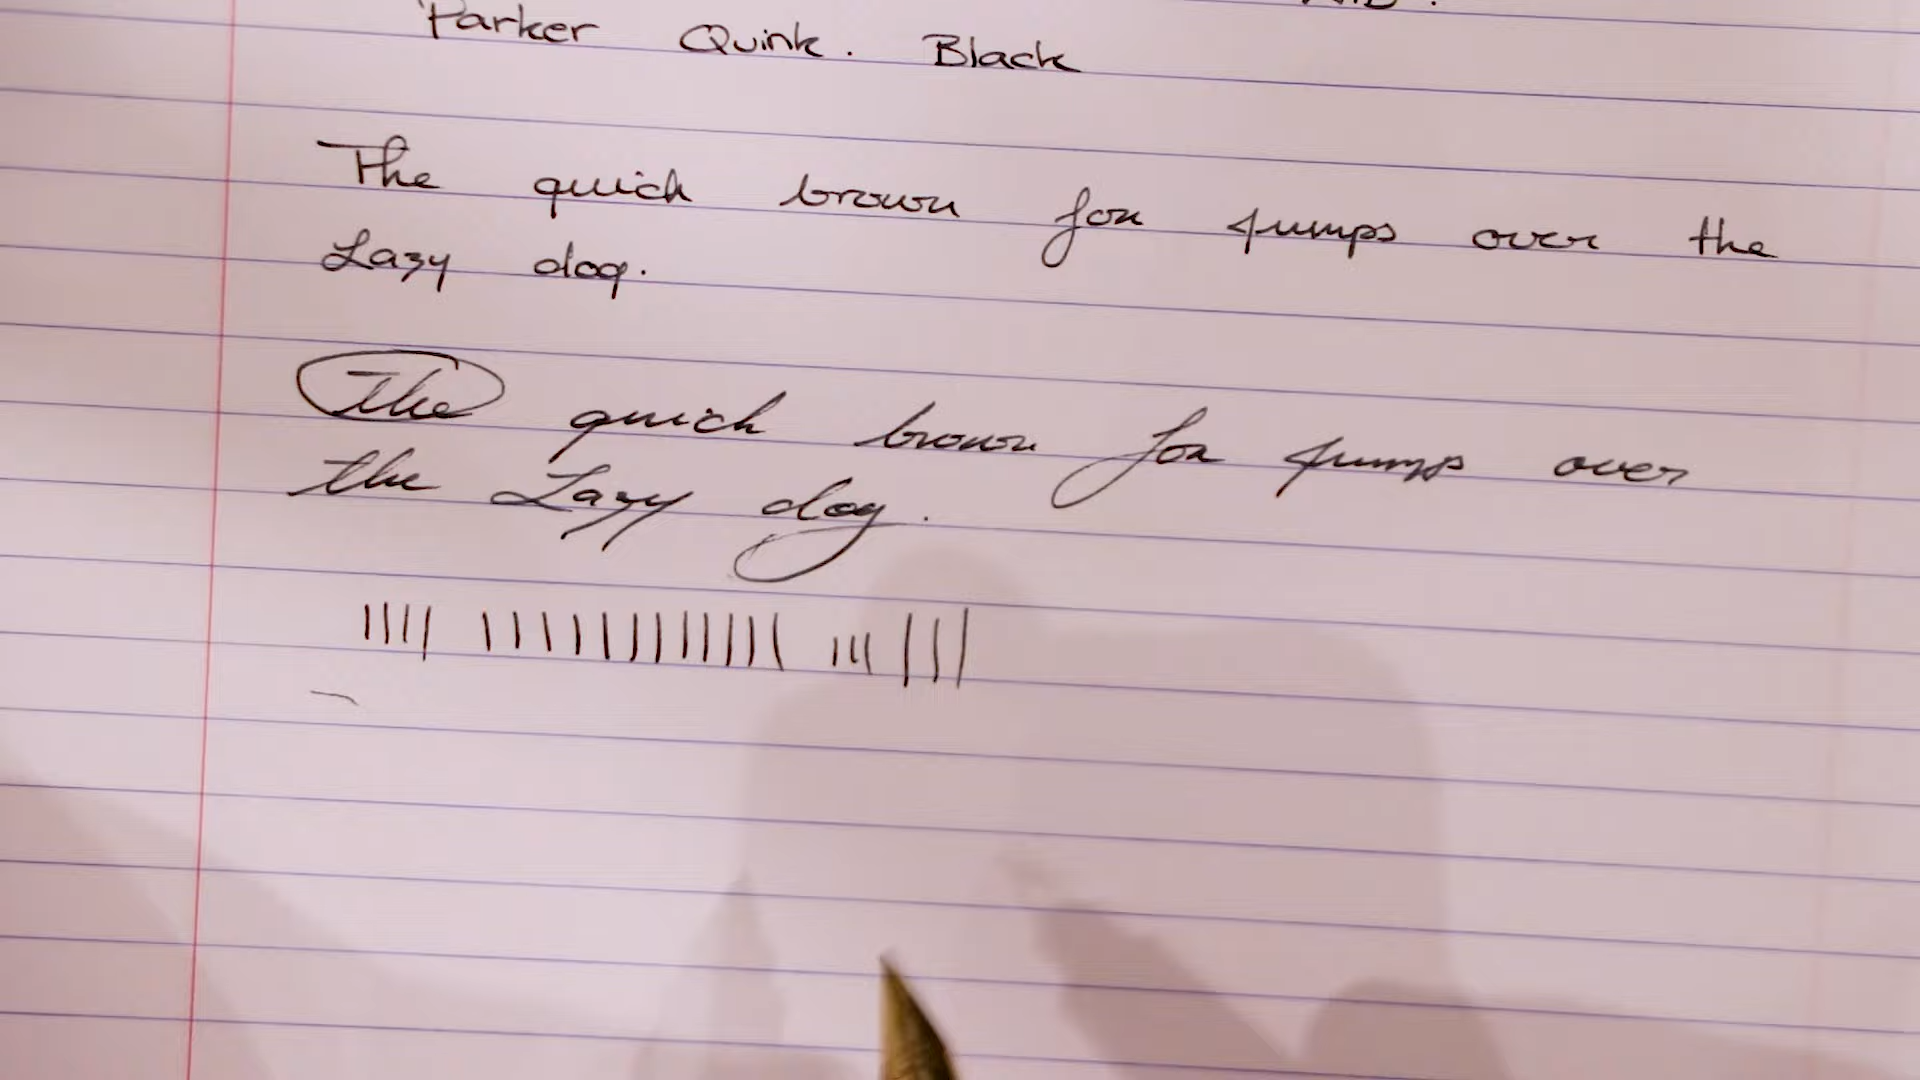 Parker Quink. Black
The quick brown fox jumps over the
Lazy dog.
The quick brown fox jumps over
the Lazy dog.